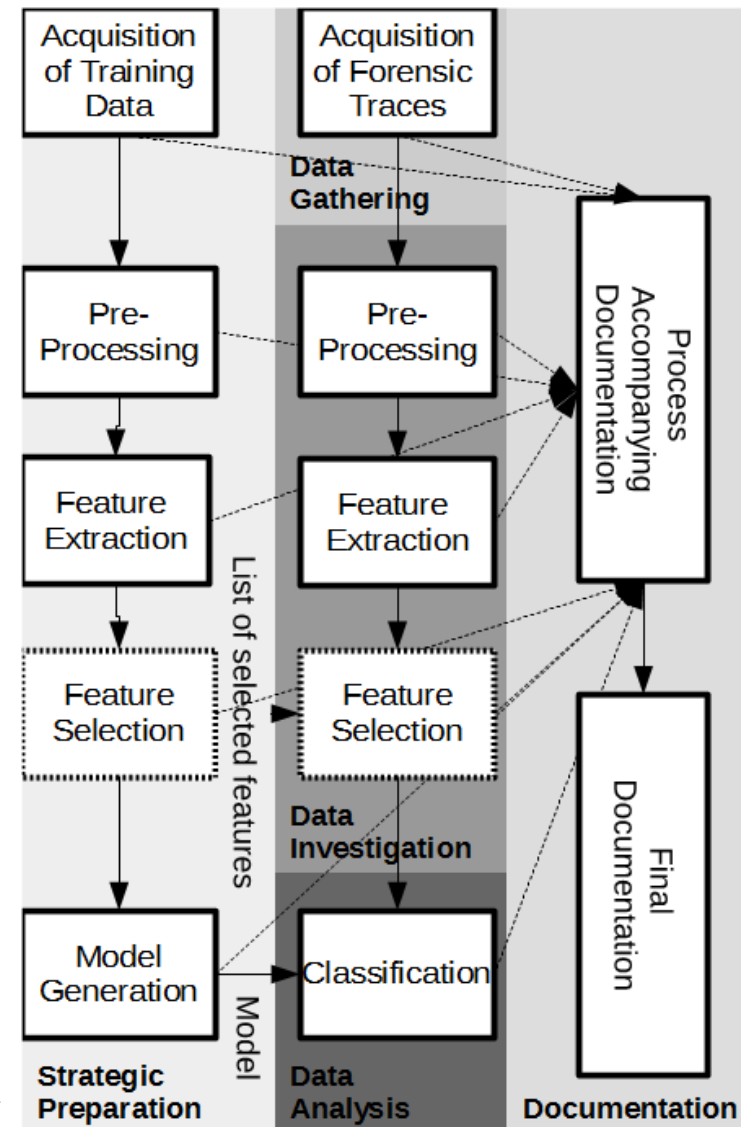 Acquisition
of Training
Data
Acquisition
of Forensic
Traces
Data
Gathering
Process
Accompanying
Documentation
Pre-
Processing
Pre-
Processing
Feature
Extraction
Feature
Extraction
List of selected features
Feature
Selection
Feature
Selection
Data
Investigation
Final
Documentation
Model
Generation
Model
Classification
Strategic
Preparation
Data
Analysis
Documentation